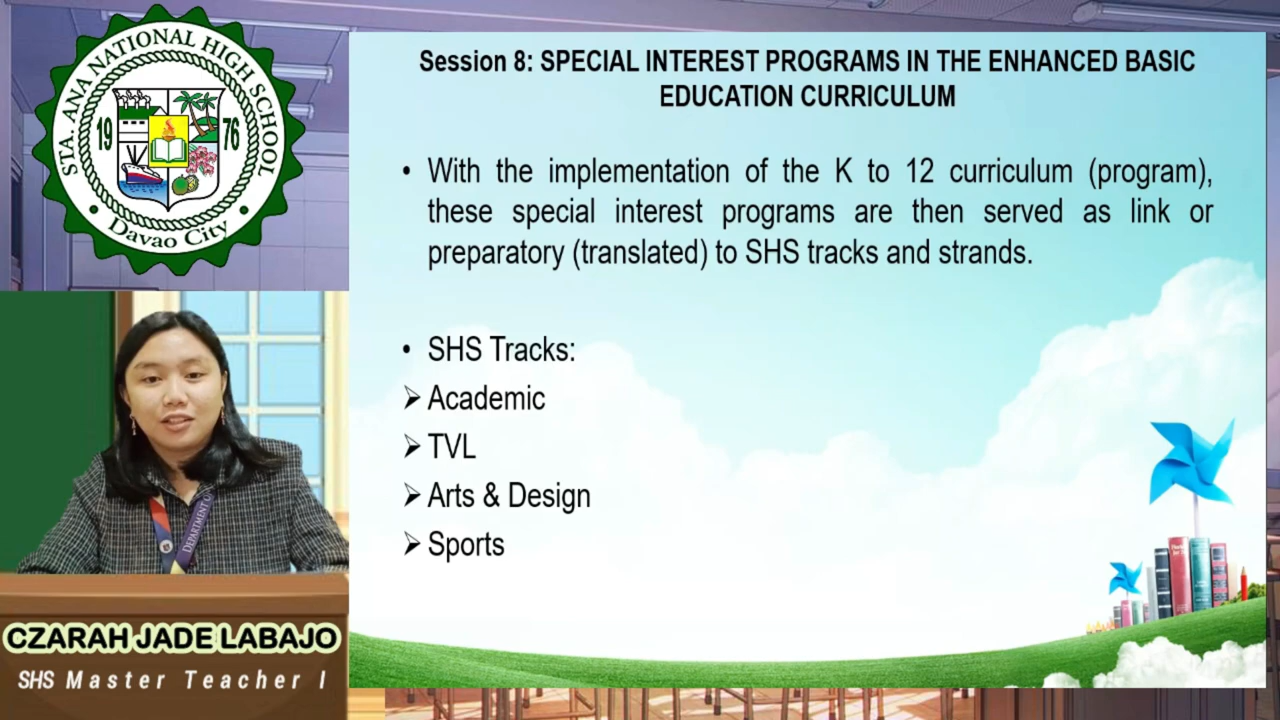 STA. ANA NATIONAL HIGH SCHOOL
19 76
Davao City
Session 8: SPECIAL INTEREST PROGRAMS IN THE ENHANCED BASIC
EDUCATION CURRICULUM
• With the implementation of the K to 12 curriculum (program),
these special interest programs are then served as link or
preparatory (translated) to SHS tracks and strands.
• SHS Tracks:
➢ Academic
➢ TVL
➢ Arts & Design
➢ Sports
DEPARTMENT
CZARAH JADE LABAJO
SHS Master Teacher I